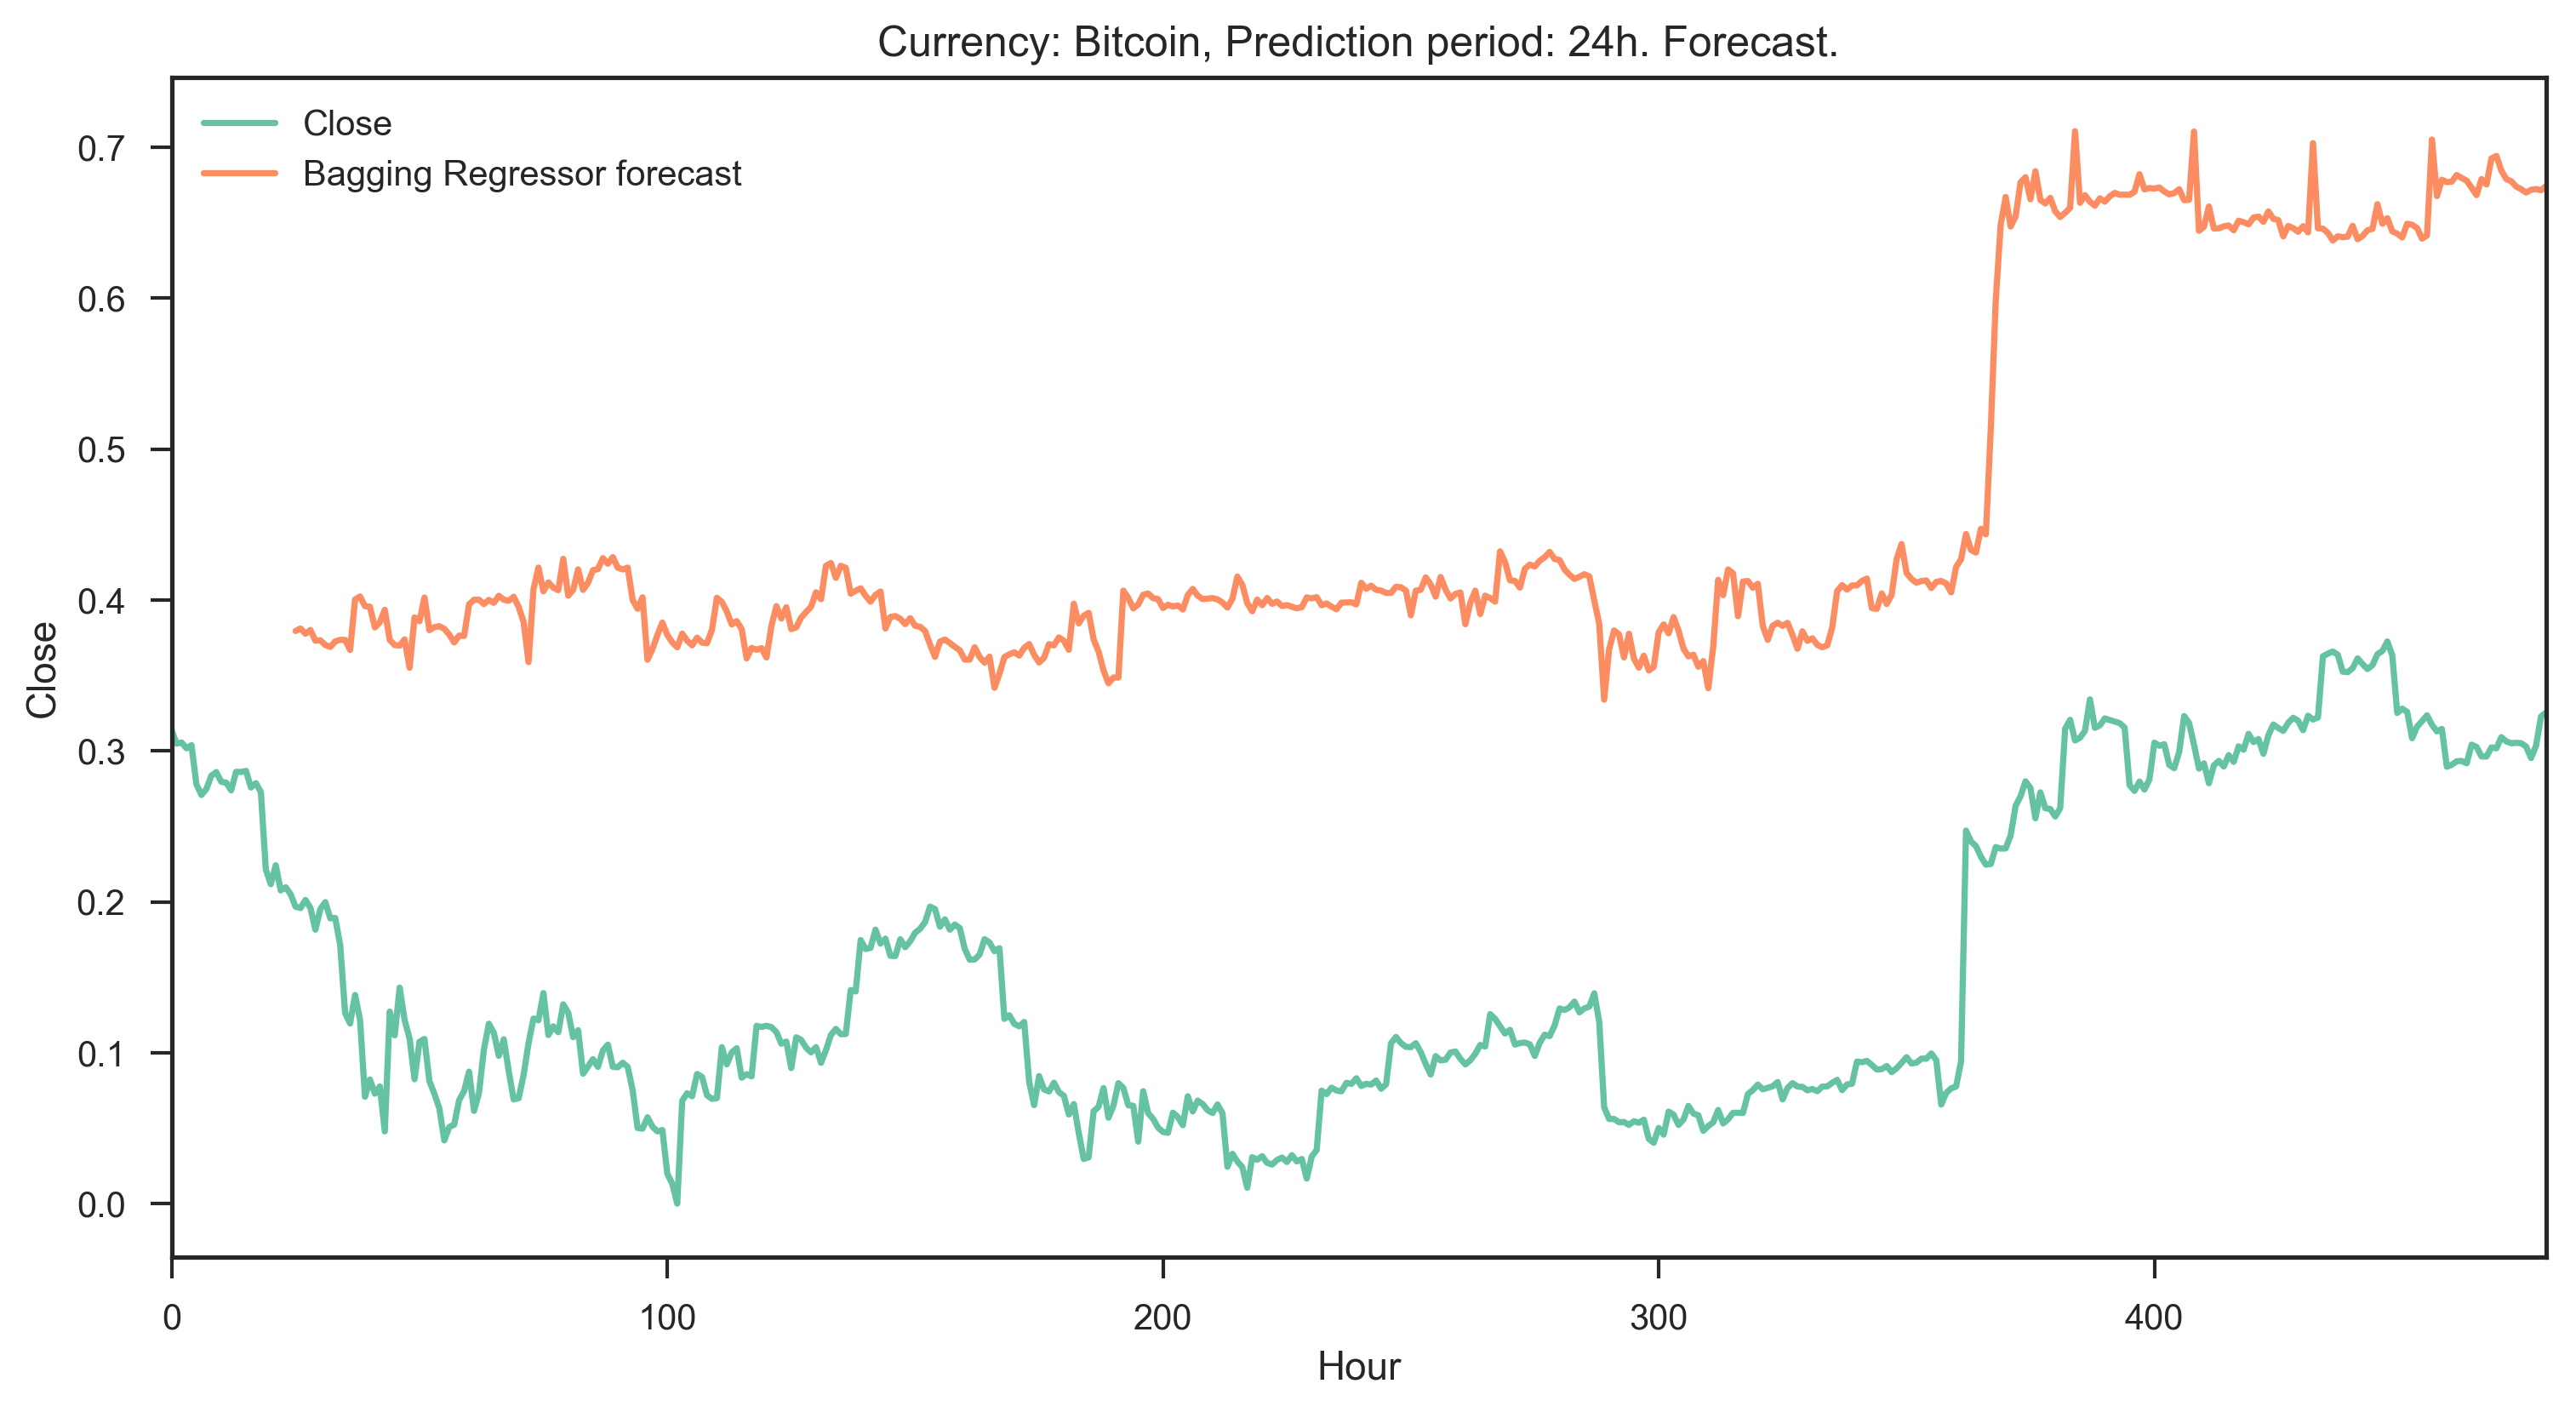 Currency: Bitcoin, Prediction period: 24h. Forecast.
Close
Bagging Regressor forecast
0.7
0.6
0.5
0.4
0.3
0.2
0.1
0.0
Close
0 100 200 300 400
Hour